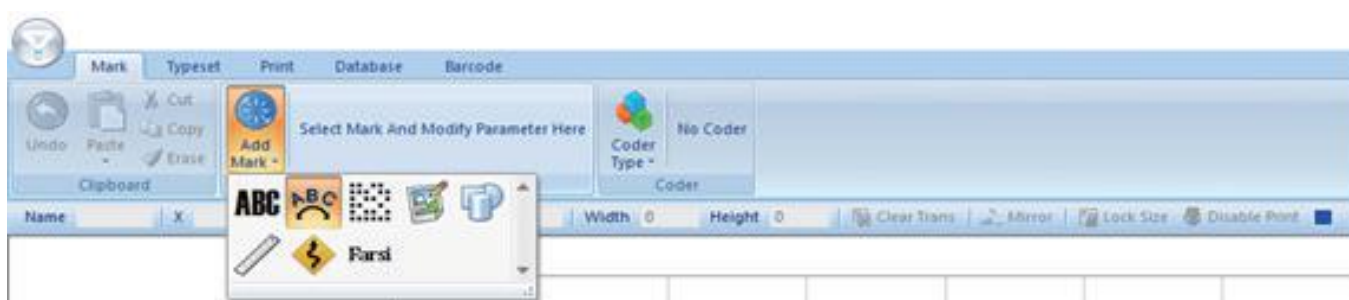 Mark Typeset Print Database Barcode
Undo Paste Cut Copy Erase
Add Mark
Select Mark And Modify Parameter Here
Coder Type
No Coder
Clipboard
Coder
ABC ABC Farsi
Name X Width 0 Height 0 Clear Trans Mirror Lock Size Disable Print